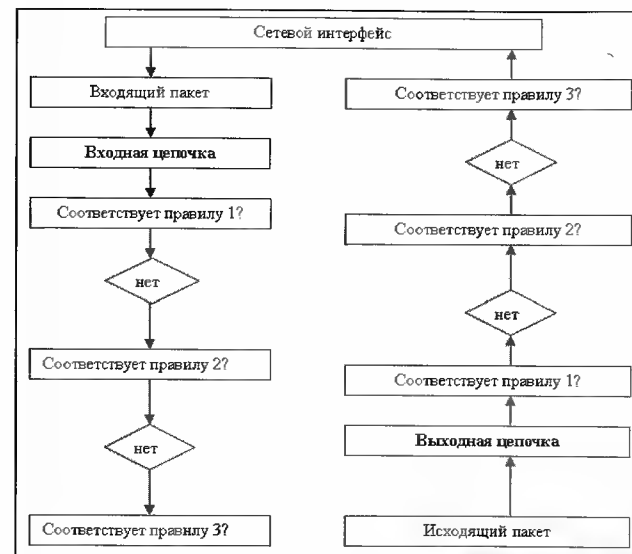 Сетевой интерфейс
Входящий пакет
Входная цепочка
Соответствует правилу 1?
нет
Соответствует правилу 2?
нет
Соответствует правилу 3?
Соответствует правилу 3?
нет
Соответствует правилу 2?
нет
Соответствует правилу 1?
Выходная цепочка
Исходящий пакет